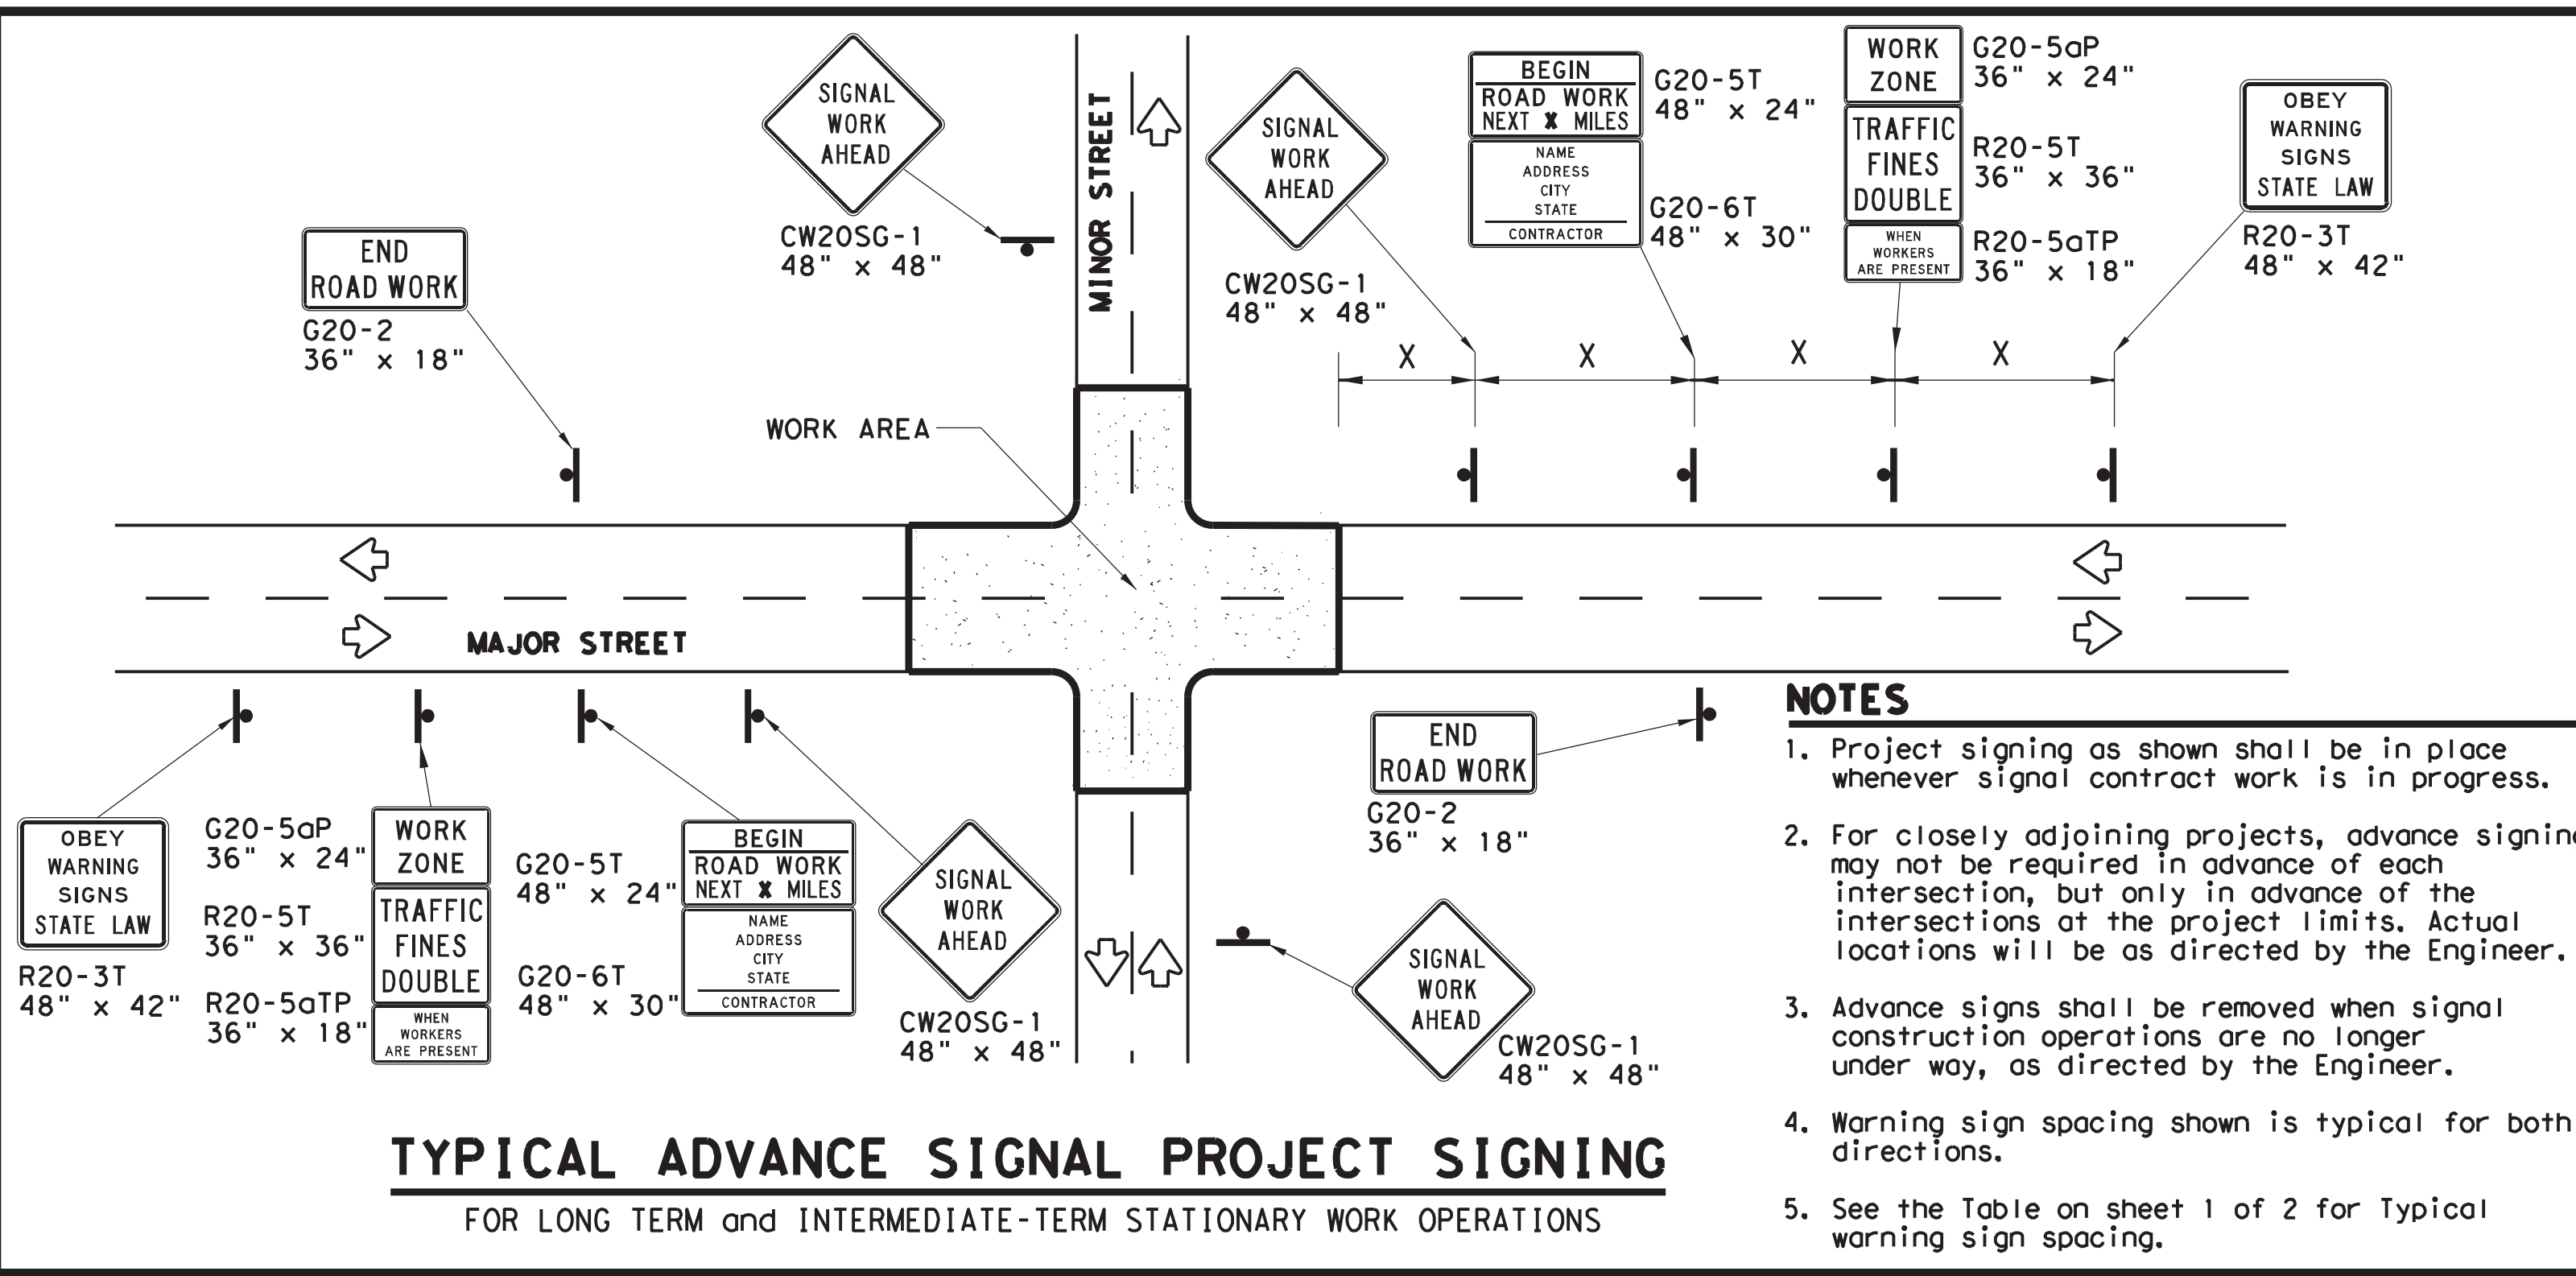 SIGNAL
WORK
AHEAD
CW20SG-1
48" x 48"
END
ROAD WORK
G20-2
36" x 18"
MINOR STREET
SIGNAL
WORK
AHEAD
CW20SG-1
48" x 48"
BEGIN
ROAD WORK
NEXT X MILES
NAME
ADDRESS
CITY
STATE
CONTRACTOR
G20-5T
48" x 24"
G20-6T
48" x 30"
WORK
ZONE
TRAFFIC
FINES
DOUBLE
WHEN
WORKERS
ARE PRESENT
G20-5aP
36" x 24"
R20-5T
36" x 36"
R20-5aTP
36" x 18"
OBEY
WARNING
SIGNS
STATE LAW
R20-3T
48" x 42"
X
X
X
X
WORK AREA
MAJOR STREET
OBEY
WARNING
SIGNS
STATE LAW
R20-3T
48" x 42"
G20-5aP
36" x 24"
R20-5T
36" x 36"
R20-5aTP
36" x 18"
WORK
ZONE
TRAFFIC
FINES
DOUBLE
WHEN
WORKERS
ARE PRESENT
G20-5T
48" x 24"
G20-6T
48" x 30"
BEGIN
ROAD WORK
NEXT X MILES
NAME
ADDRESS
CITY
STATE
CONTRACTOR
SIGNAL
WORK
AHEAD
CW20SG-1
48" x 48"
END
ROAD WORK
G20-2
36" x 18"
SIGNAL
WORK
AHEAD
CW20SG-1
48" x 48"
NOTES
1. Project signing as shown shall be in place
whenever signal contract work is in progress.
2. For closely adjoining projects, advance signing
may not be required in advance of each
intersection, but only in advance of the
intersections at the project limits. Actual
locations will be as directed by the Engineer.
3. Advance signs shall be removed when signal
construction operations are no longer
under way, as directed by the Engineer.
4. Warning sign spacing shown is typical for both
directions.
5. See the Table on sheet 1 of 2 for Typical
warning sign spacing.
TYPICAL ADVANCE SIGNAL PROJECT SIGNING
FOR LONG TERM and INTERMEDIATE-TERM STATIONARY WORK OPERATIONS